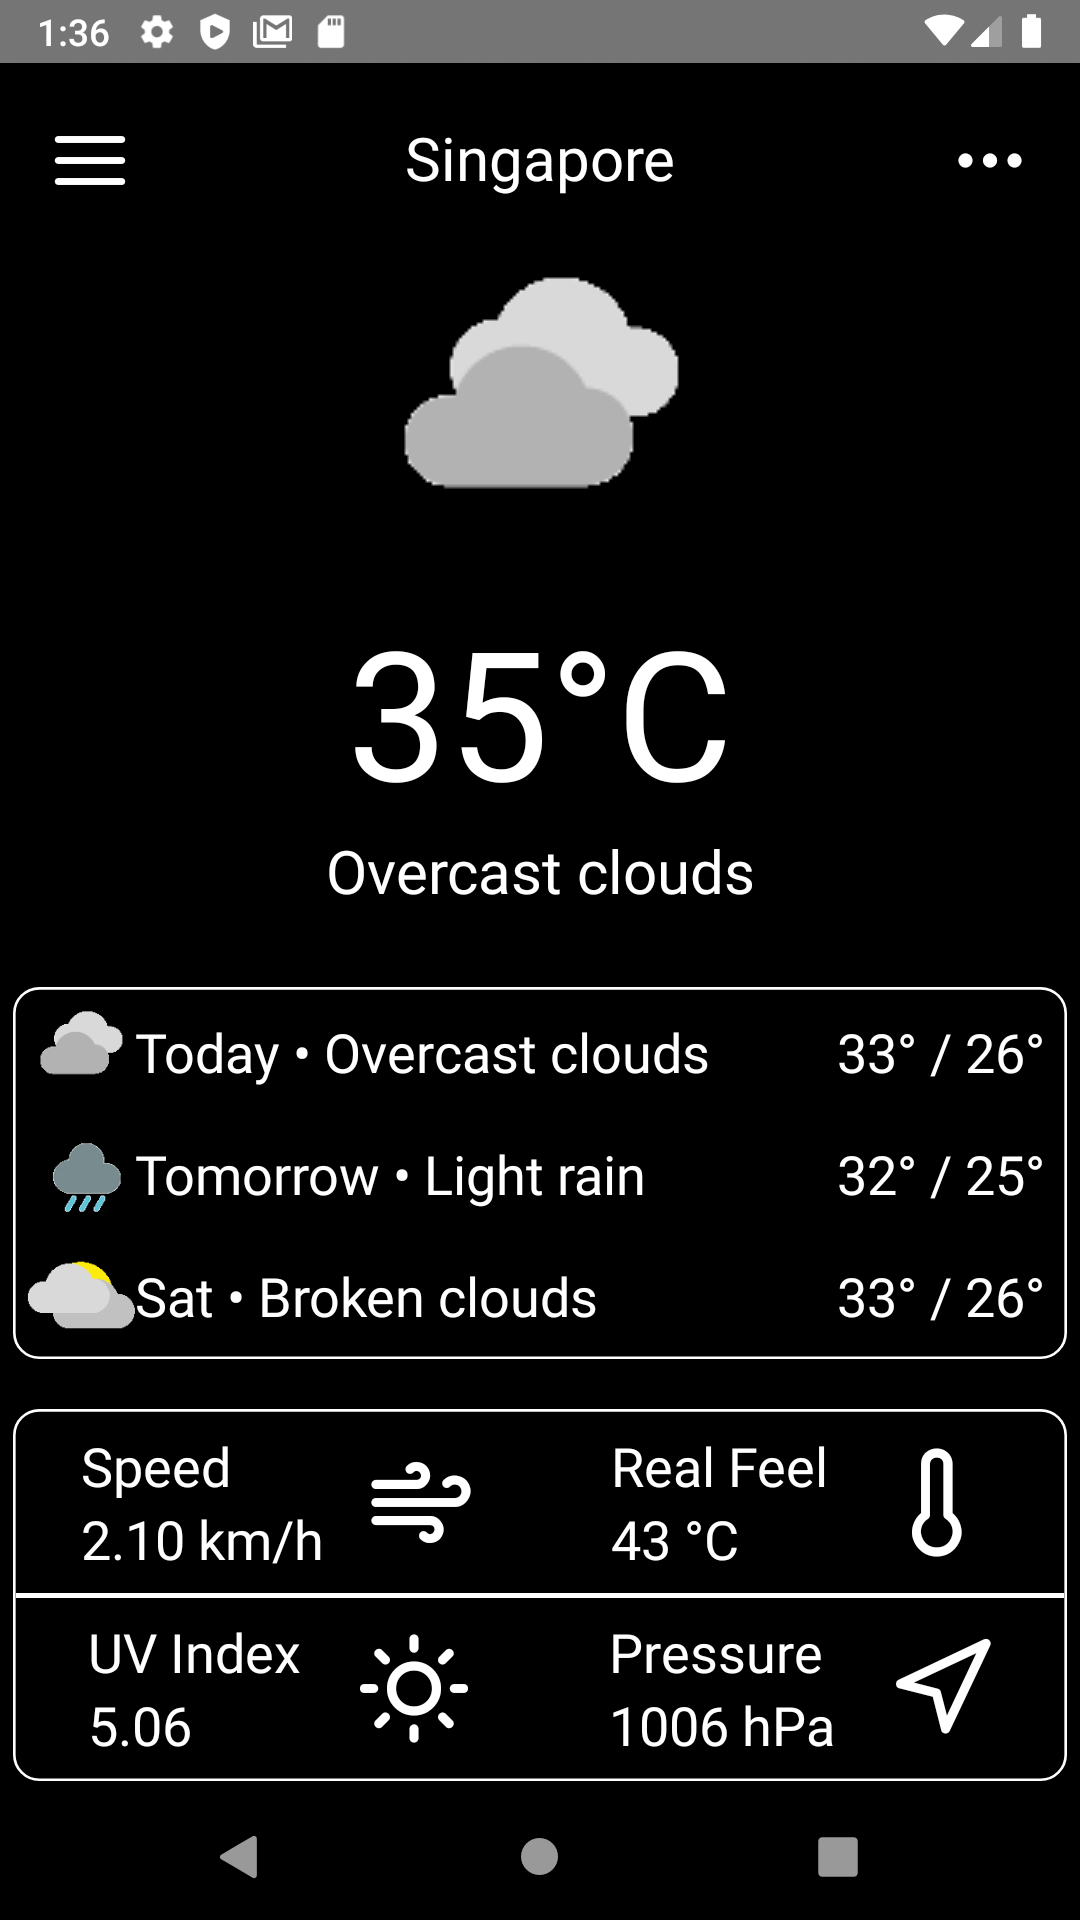 1:36
Singapore
35°C
Overcast clouds
Today • Overcast clouds 33° / 26°
Tomorrow • Light rain 32° / 25°
Sat • Broken clouds 33° / 26°
Speed Real Feel
2.10 km/h 43 °C
UV Index Pressure
5.06 1006 hPa